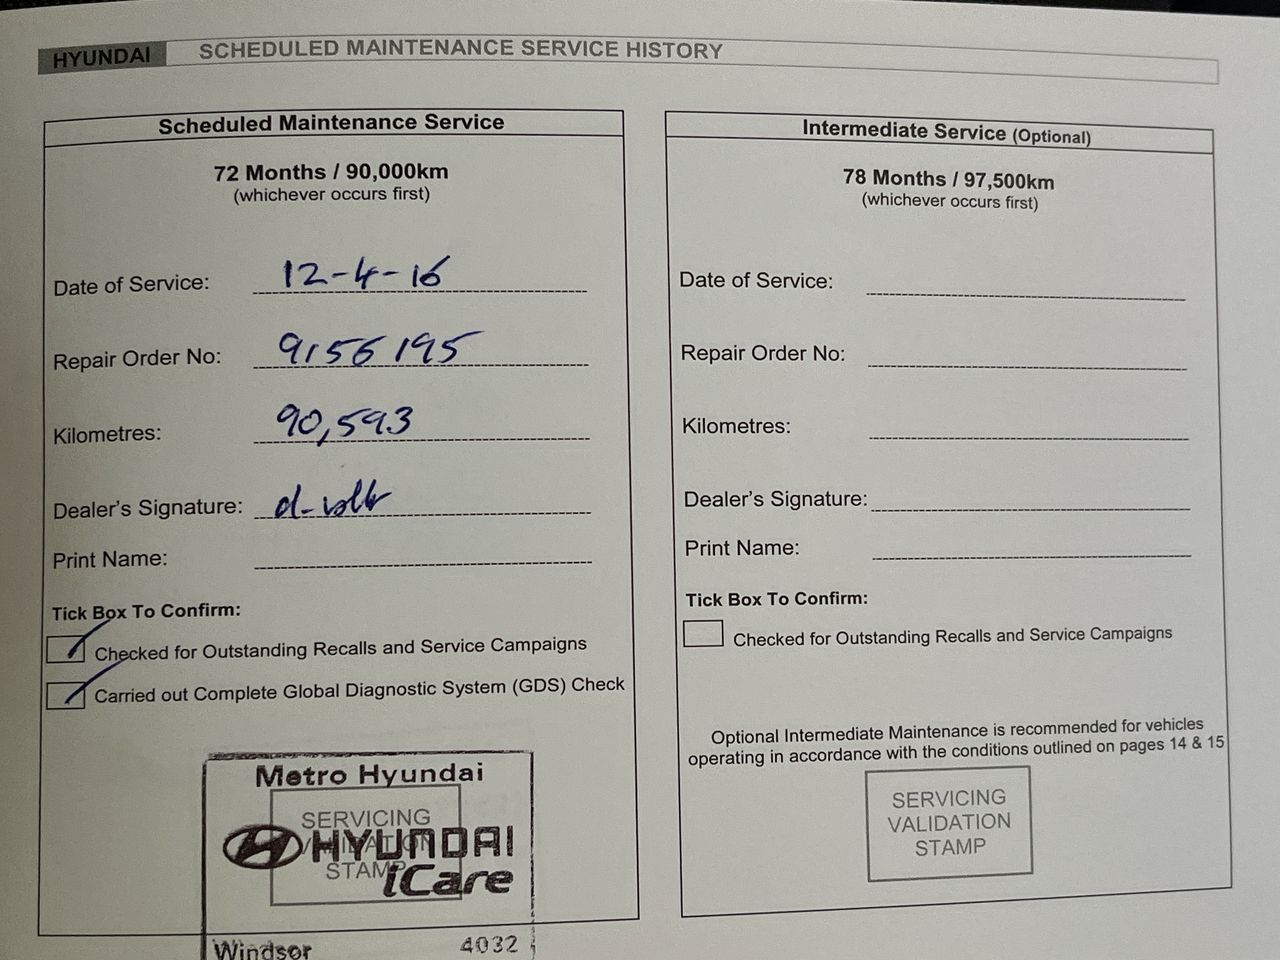 HYUNDAI SCHEDULED MAINTENANCE SERVICE HISTORY
Scheduled Maintenance Service
72 Months / 90,000km
(whichever occurs first)
Date of Service: 12-4-16
Repair Order No: 9156195
Kilometres: 90,593
Dealer's Signature:
Print Name:
Tick Box To Confirm:
Checked for Outstanding Recalls and Service Campaigns
Carried out Complete Global Diagnostic System (GDS) Check
Metro Hyundai
SERVICING
VALIDATION
STAMP
HYUNDAI
iCare
Windsor 4032
Intermediate Service (Optional)
78 Months / 97,500km
(whichever occurs first)
Date of Service:
Repair Order No:
Kilometres:
Dealer's Signature:
Print Name:
Tick Box To Confirm:
Checked for Outstanding Recalls and Service Campaigns
Optional Intermediate Maintenance is recommended for vehicles
operating in accordance with the conditions outlined on pages 14 & 15
SERVICING
VALIDATION
STAMP